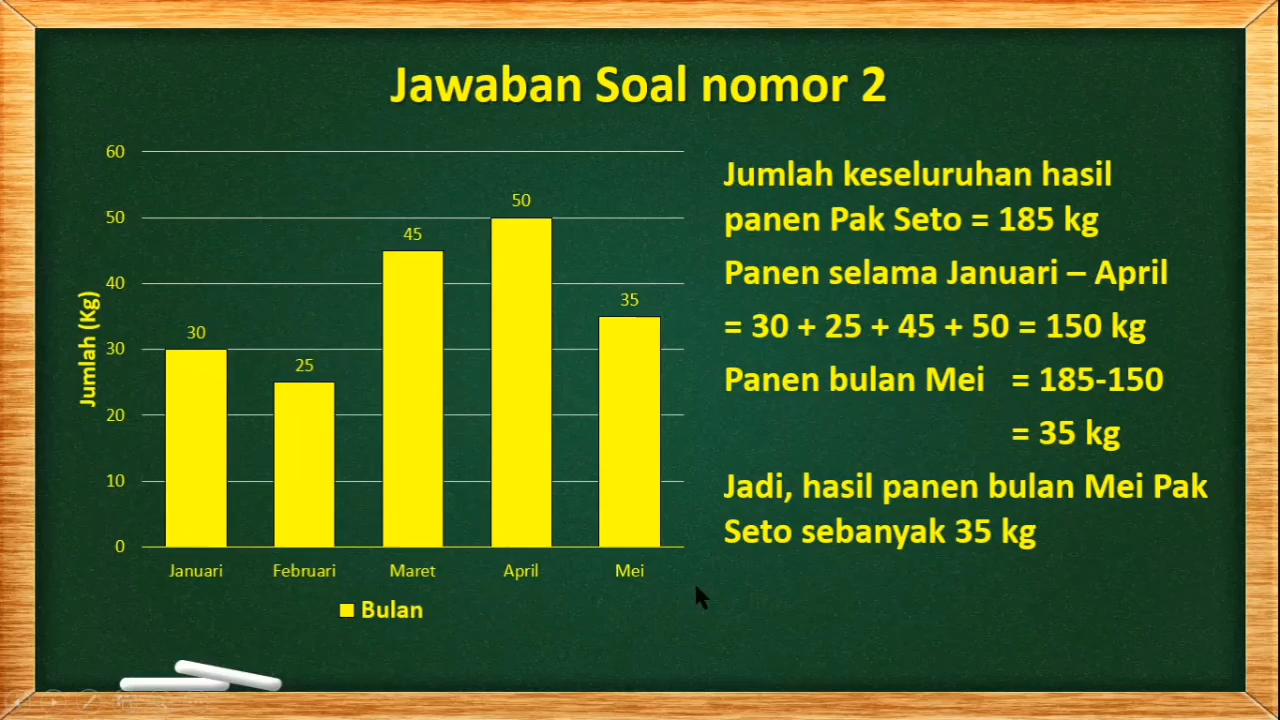 Jawaban Soal nomor 2
60
50
40
30
20
10
0
Jumlah (Kg)
30
25
45
50
35
Januari
Februari
Maret
April
Mei
Bulan
Jumlah keseluruhan hasil
panen Pak Seto = 185 kg
Panen selama Januari – April
= 30 + 25 + 45 + 50 = 150 kg
Panen bulan Mei = 185-150
= 35 kg
Jadi, hasil panen bulan Mei Pak
Seto sebanyak 35 kg